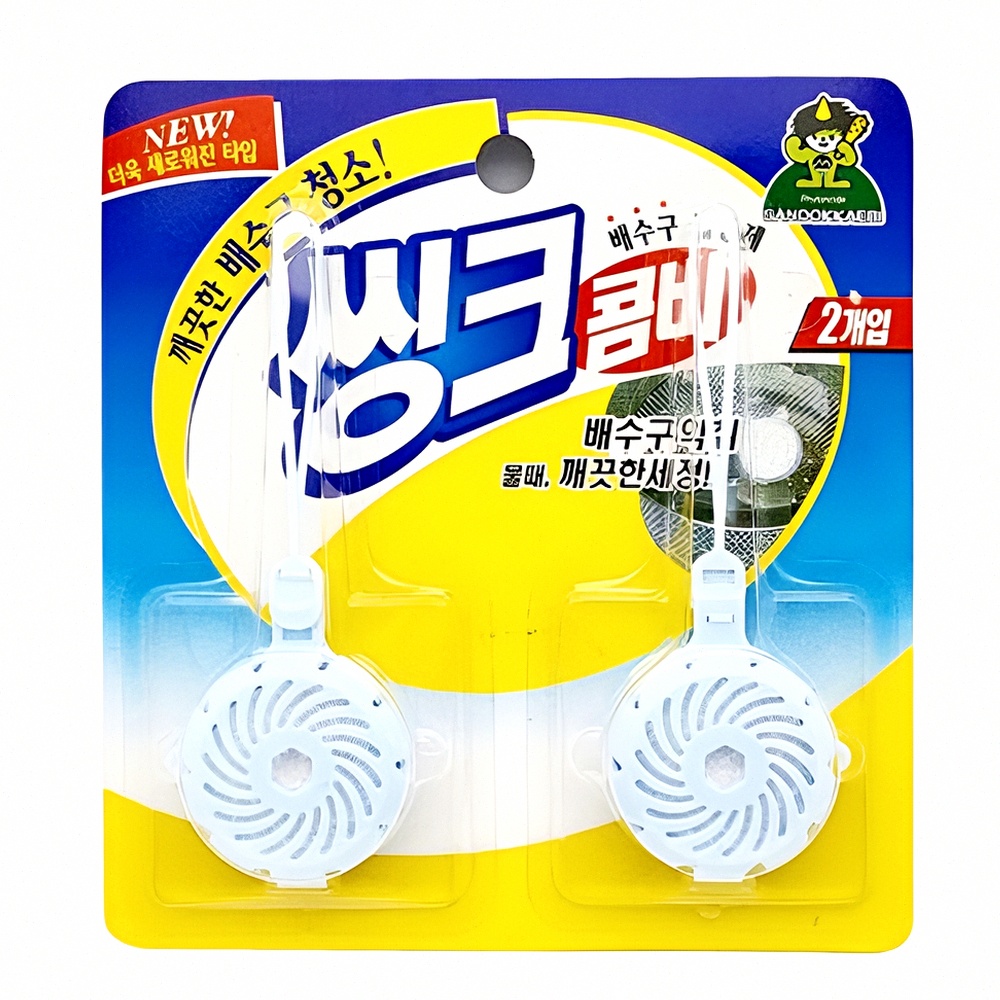 NEW!
더욱 새로워진 타입
깨끗한 배수구 청소!
배수구
씽크
콤비
2개입
배수구악취
물때, 깨끗한세정!
SANDOKKAEBI